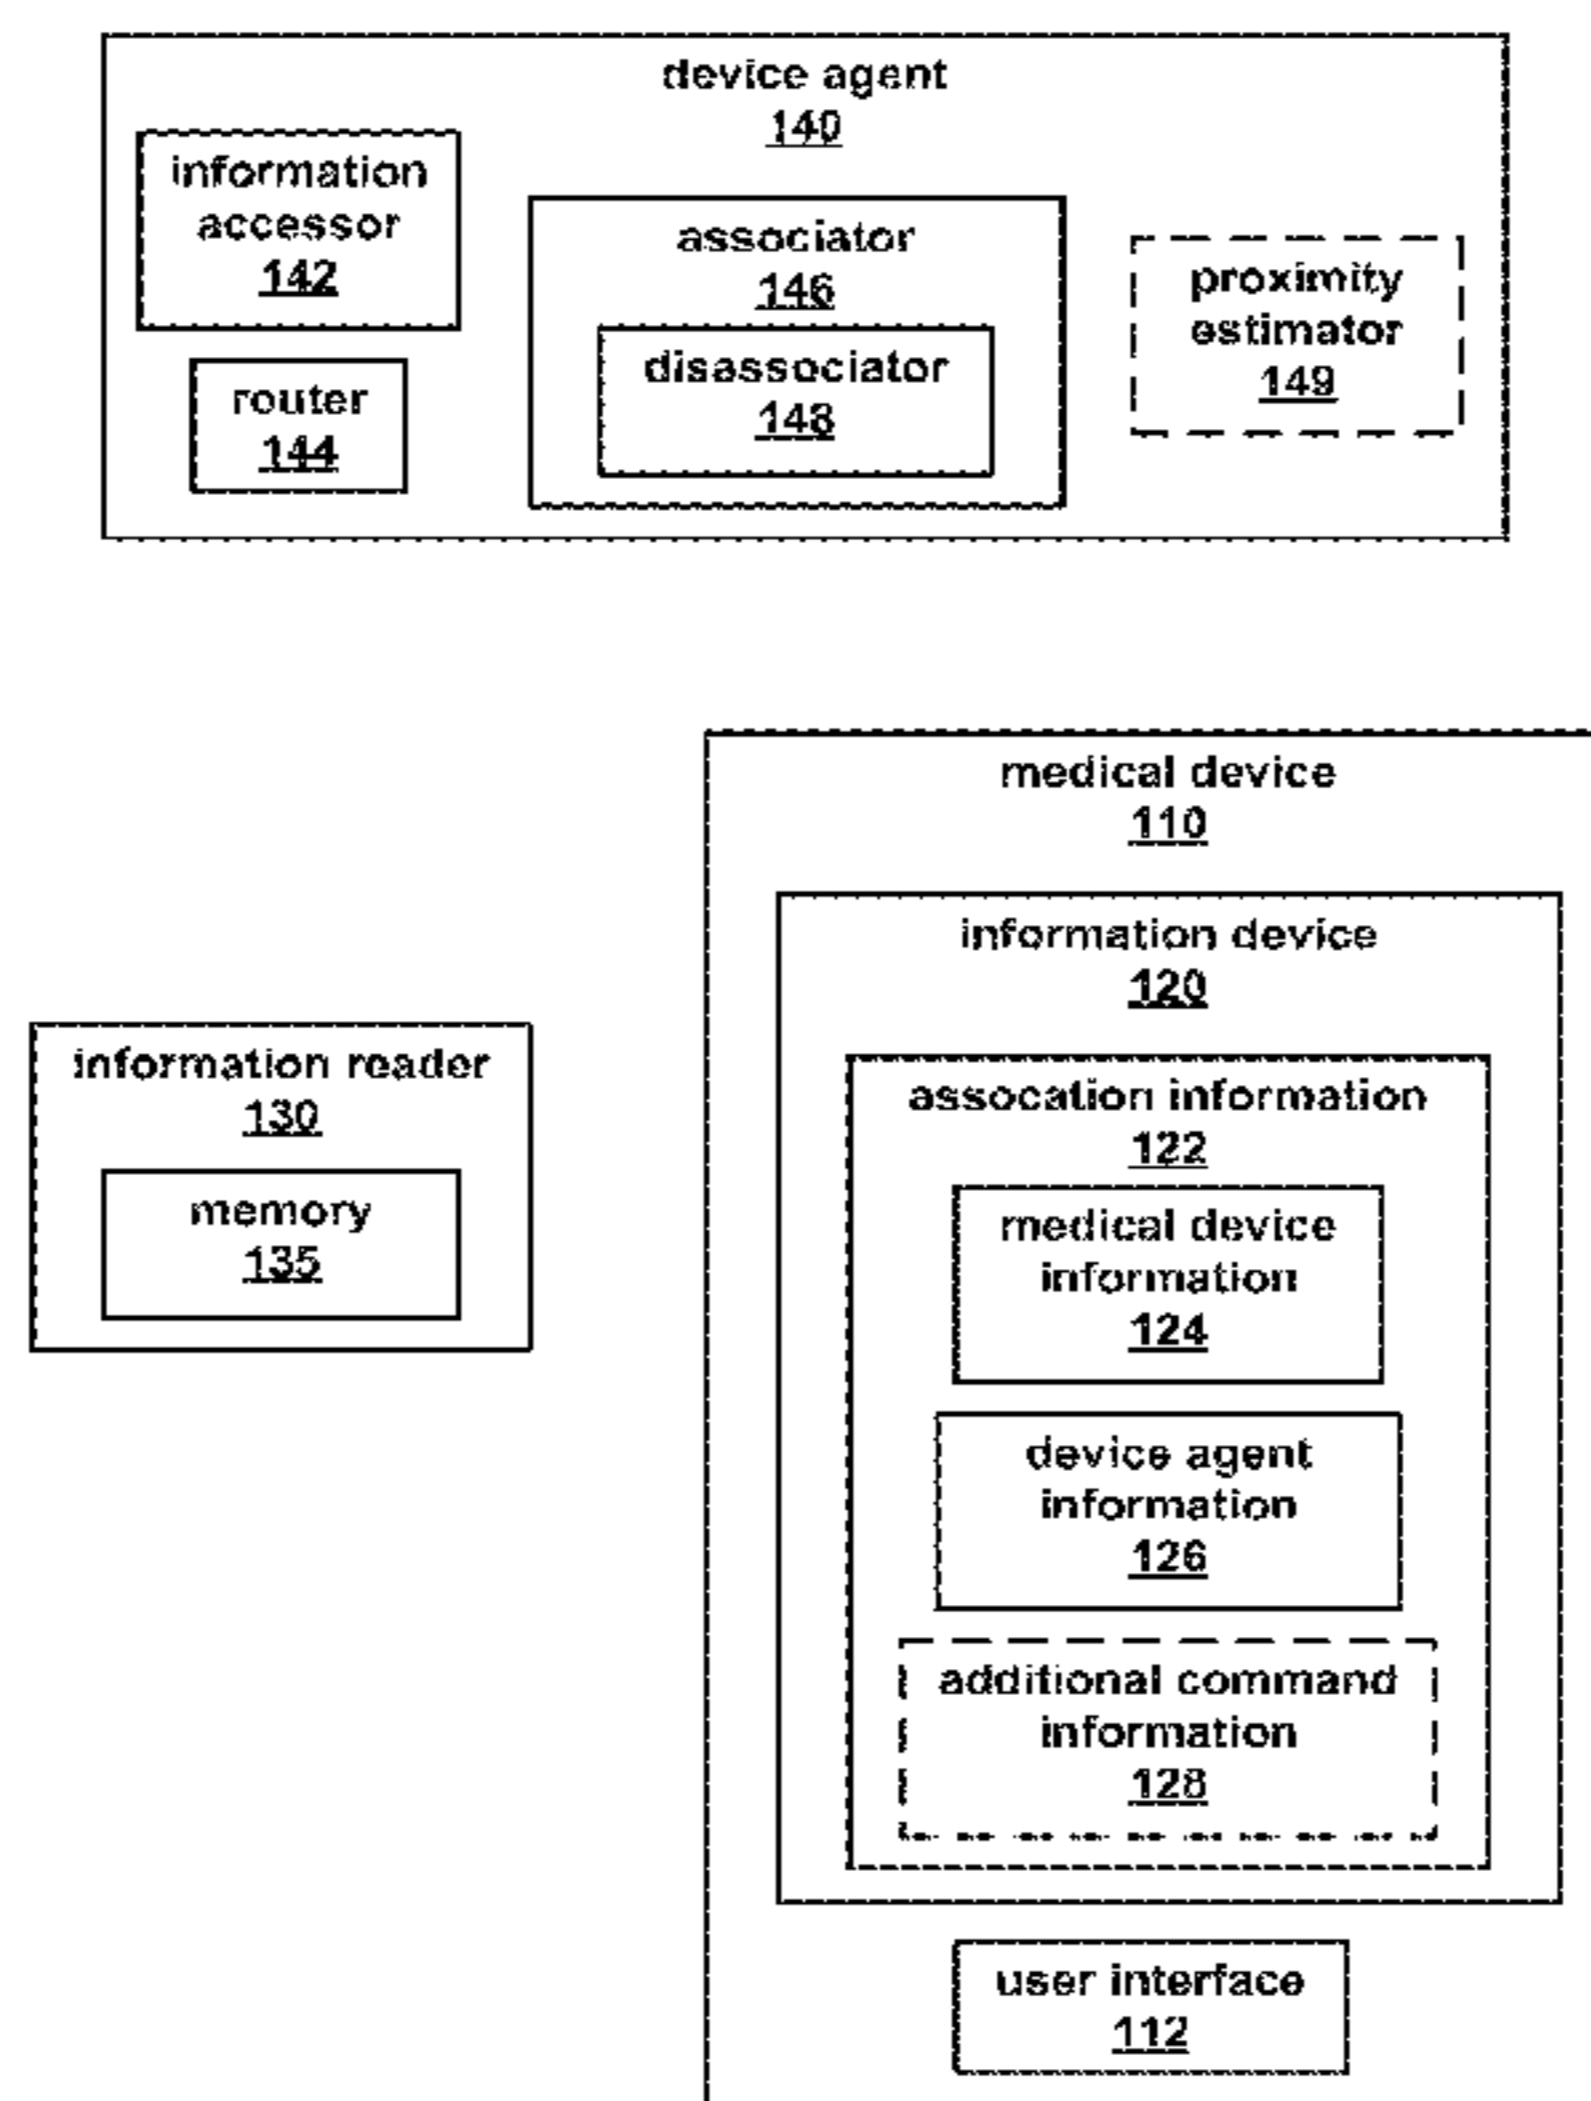 device agent
140
information
accessor
142
router
144
associator
146
disassociator
148
proximity
estimator
149
medical device
110
information device
120
information reader
130
memory
135
assocation information
122
medical device
information
124
device agent
information
126
additional command
information
128
user interface
112